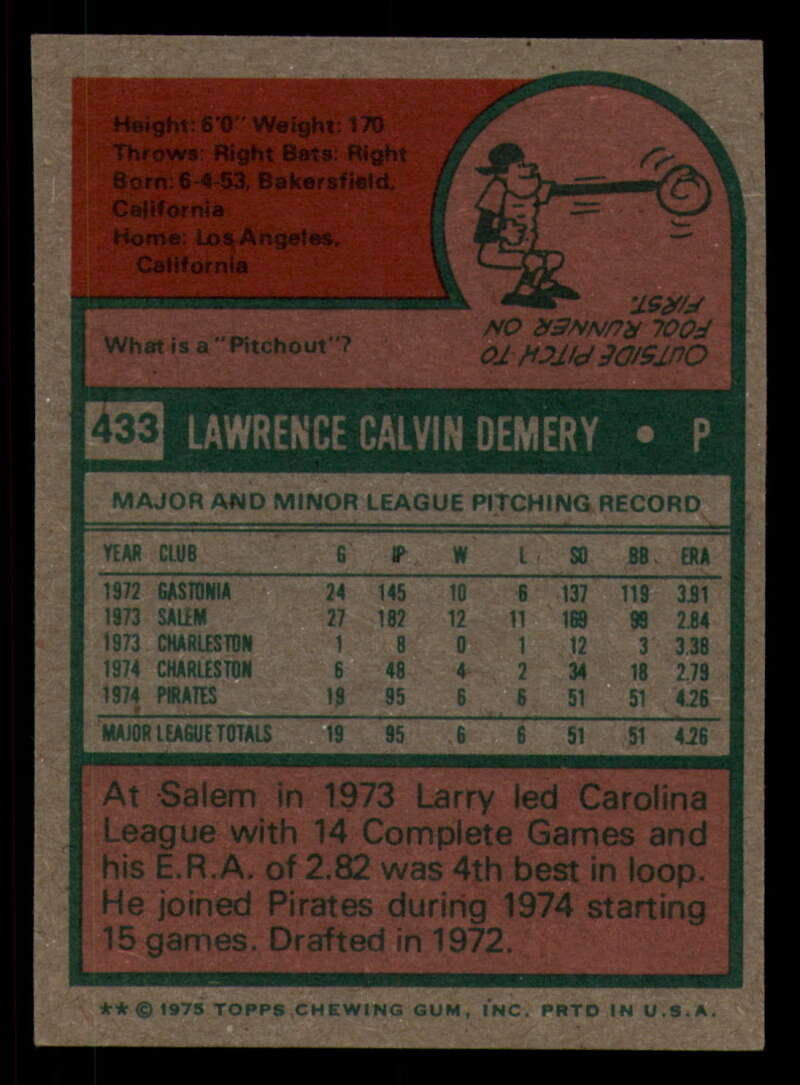 Height: 6'0" Weight: 170
Throws: Right Bats: Right
Born: 6-4-53, Bakersfield,
California
Home: Los Angeles,
California
What is a "Pitchout"?
OUTSIDE PITCH TO
FOOL RUNNER ON
FIRST.
433 LAWRENCE CALVIN DEMERY • P
MAJOR AND MINOR LEAGUE PITCHING RECORD
YEAR CLUB G IP W L SO BB ERA
1972 GASTONIA 24 145 10 6 137 119 3.91
1973 SALEM 27 182 12 11 169 99 2.84
1973 CHARLESTON 1 8 0 1 12 3 3.38
1974 CHARLESTON 6 48 4 2 34 18 2.79
1974 PIRATES 19 95 6 6 51 51 4.26
MAJOR LEAGUE TOTALS 19 95 6 6 51 51 4.26
At Salem in 1973 Larry led Carolina
League with 14 Complete Games and
his E.R.A. of 2.82 was 4th best in loop.
He joined Pirates during 1974 starting
15 games. Drafted in 1972.
** © 1975 TOPPS CHEWING GUM, INC. PRTD IN U.S.A.